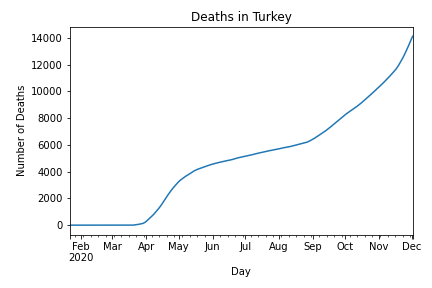 Deaths in Turkey
Number of Deaths
14000
12000
10000
8000
6000
4000
2000
0
Feb Mar Apr May Jun Jul Aug Sep Oct Nov Dec
2020
Day